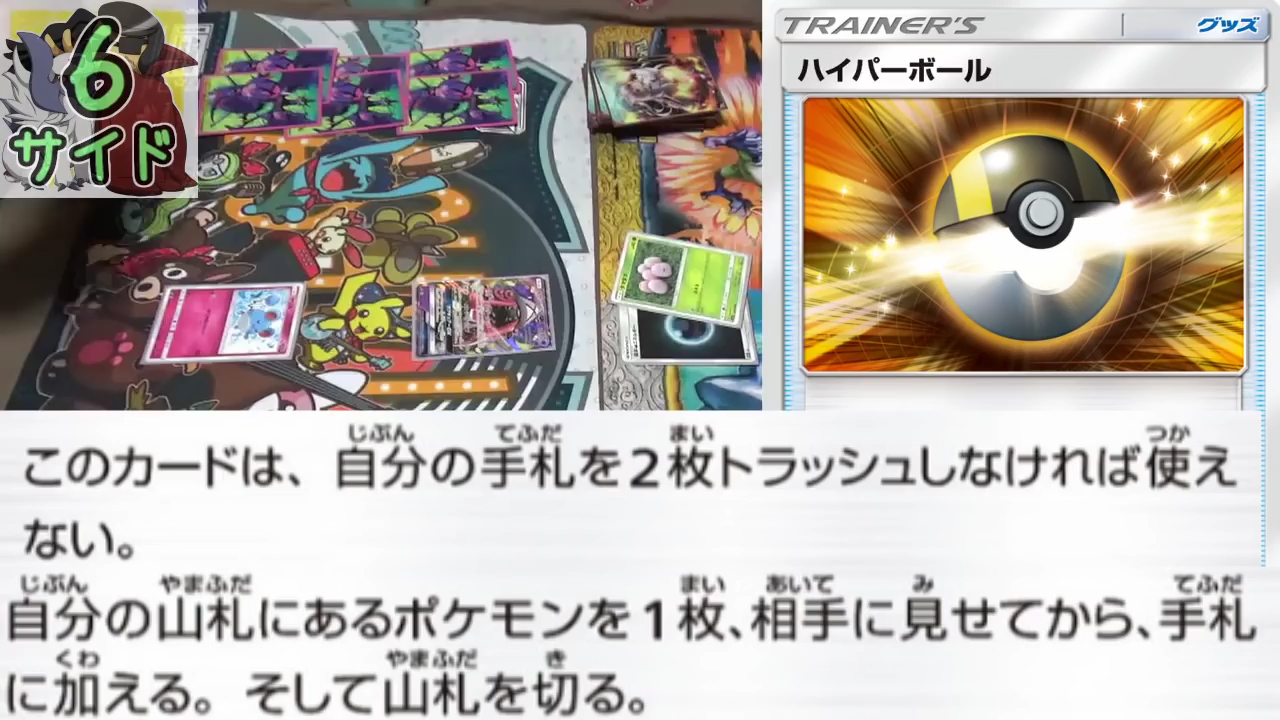 6
サイド
TRAINER'S
グッズ
ハイパーボール
このカードは、自分の手札を2枚トラッシュしなければ使え
ない。
自分の山札にあるポケモンを1枚、相手に見せてから、手札
に加える。そして山札を切る。